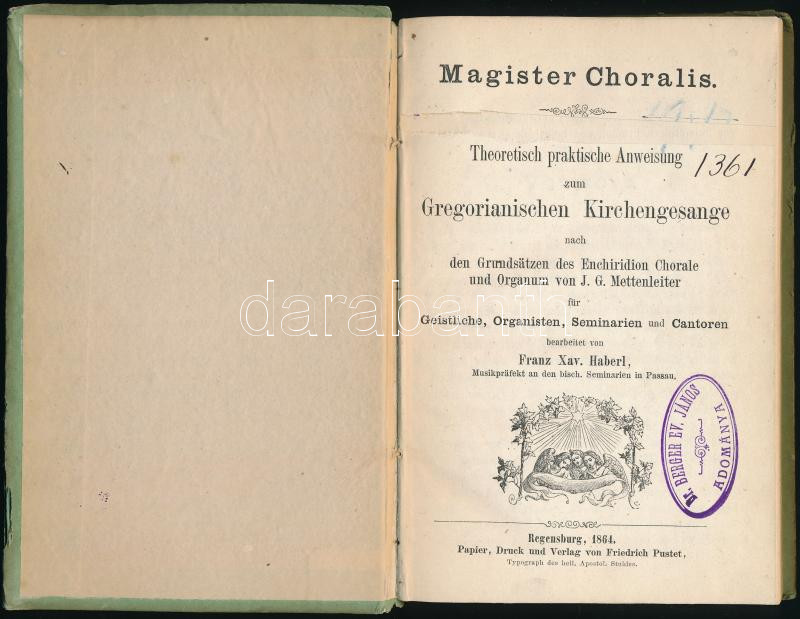 Magister Choralis.
Theoretisch praktische Anweisung
1361
zum
Gregorianischen Kirchengesange
nach
den Grundsätzen des Enchiridion Chorale
und Organum von J. G. Mettenleiter
für
Geistliche, Organisten, Seminarien und Cantoren
bearbeitet von
Franz Xav. Haberl,
Musikpräfekt an den bisch. Seminarien in Passau.
Dr. BERGER EV. JÁNOS
ADOMÁNYA
Regensburg, 1864.
Papier, Druck und Verlag von Friedrich Pustet,
Typograph des heil. Apostol. Stuhles.
darabanth